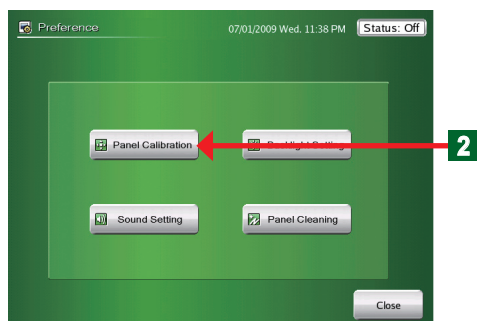 Preference
07/01/2009 Wed. 11:38 PM
Status: Off
Panel Calibration
2
Sound Setting
Panel Cleaning
Close